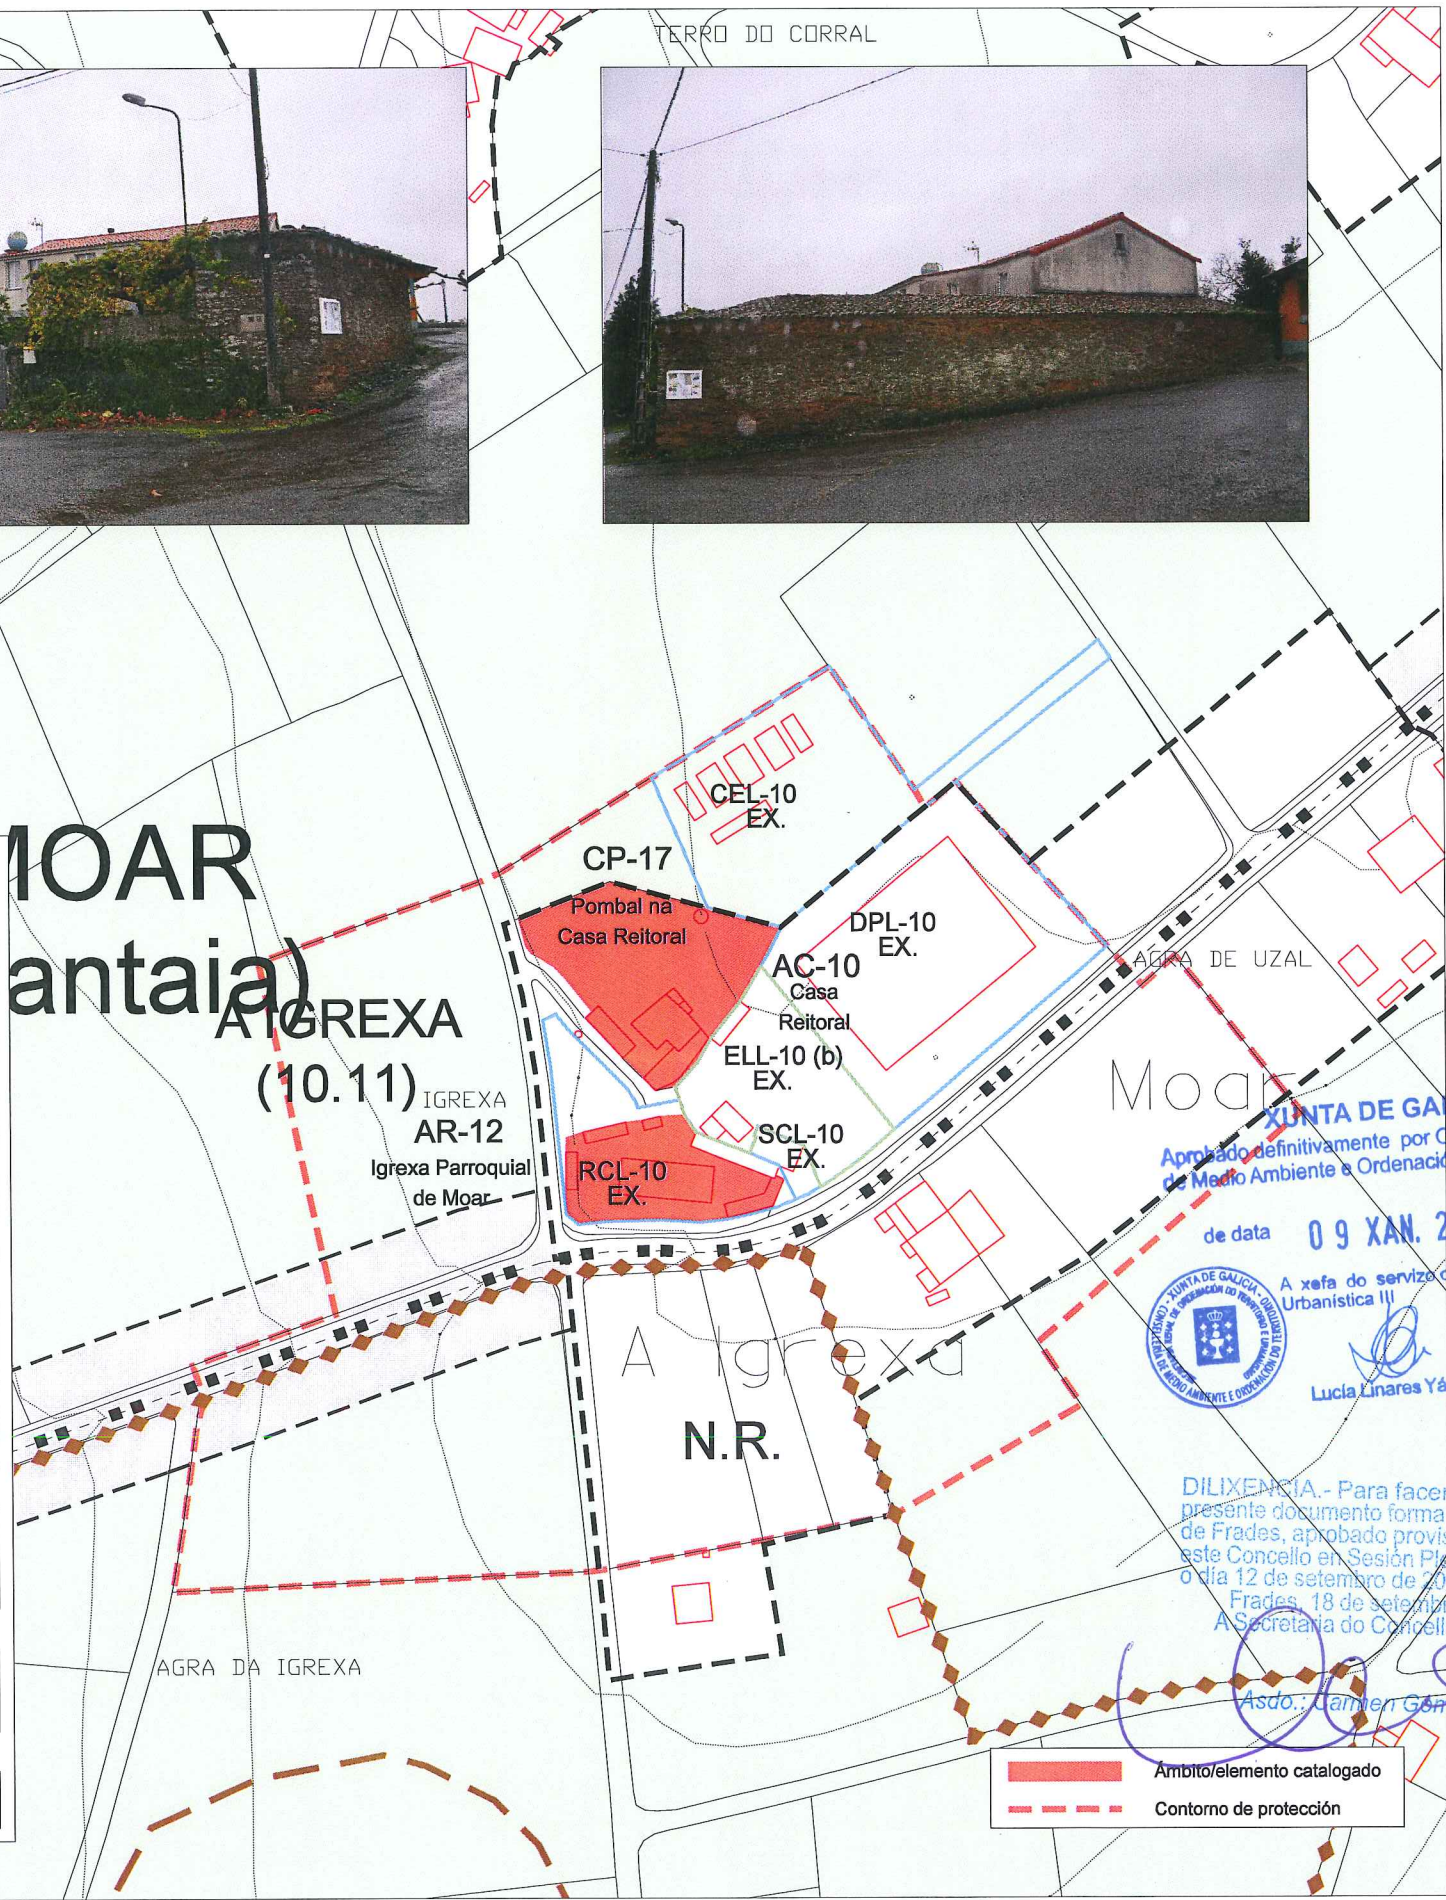 TERRO DO CORRAL
CEL-10
EX.
CP-17
Pombal na
Casa Reitoral
DPL-10
EX.
AC-10
Casa
Reitoral
ELL-10 (b)
EX.
SCL-10
EX.
RCL-10
EX.
MOAR
antaia)
A IGREXA
(10.11)
IGREXA
AR-12
Igrexa Parroquial
de Moar
AGRA DE UZAL
Moar
A Igrexa
N.R.
AGRA DA IGREXA
XUNTA DE GA
Aprobado definitivamente por
de Medio Ambiente e Ordenació
de data 09 XAN. 2
A xefa do servizo
Urbanística III
Lucía Linares Yá
DILIXENCIA.- Para facer
presente documento forma
de Frades, aprobado provis
este Concello en Sesión Pl
o día 12 de setembro de 20
Frades, 18 de setemb
A Secretaria do Concell
Asdo.: Carmen Góm
Ámbito/elemento catalogado
Contorno de protección